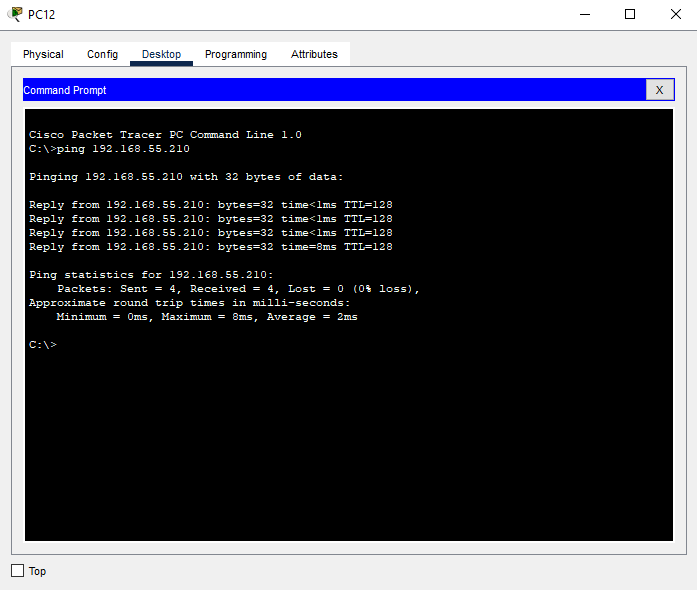 PC12
Physical Config Desktop Programming Attributes
Command Prompt X
Cisco Packet Tracer PC Command Line 1.0
C:\>ping 192.168.55.210
Pinging 192.168.55.210 with 32 bytes of data:
Reply from 192.168.55.210: bytes=32 time<1ms TTL=128
Reply from 192.168.55.210: bytes=32 time<1ms TTL=128
Reply from 192.168.55.210: bytes=32 time<1ms TTL=128
Reply from 192.168.55.210: bytes=32 time=8ms TTL=128
Ping statistics for 192.168.55.210:
Packets: Sent = 4, Received = 4, Lost = 0 (0% loss),
Approximate round trip times in milli-seconds:
Minimum = 0ms, Maximum = 8ms, Average = 2ms
C:\>
Top